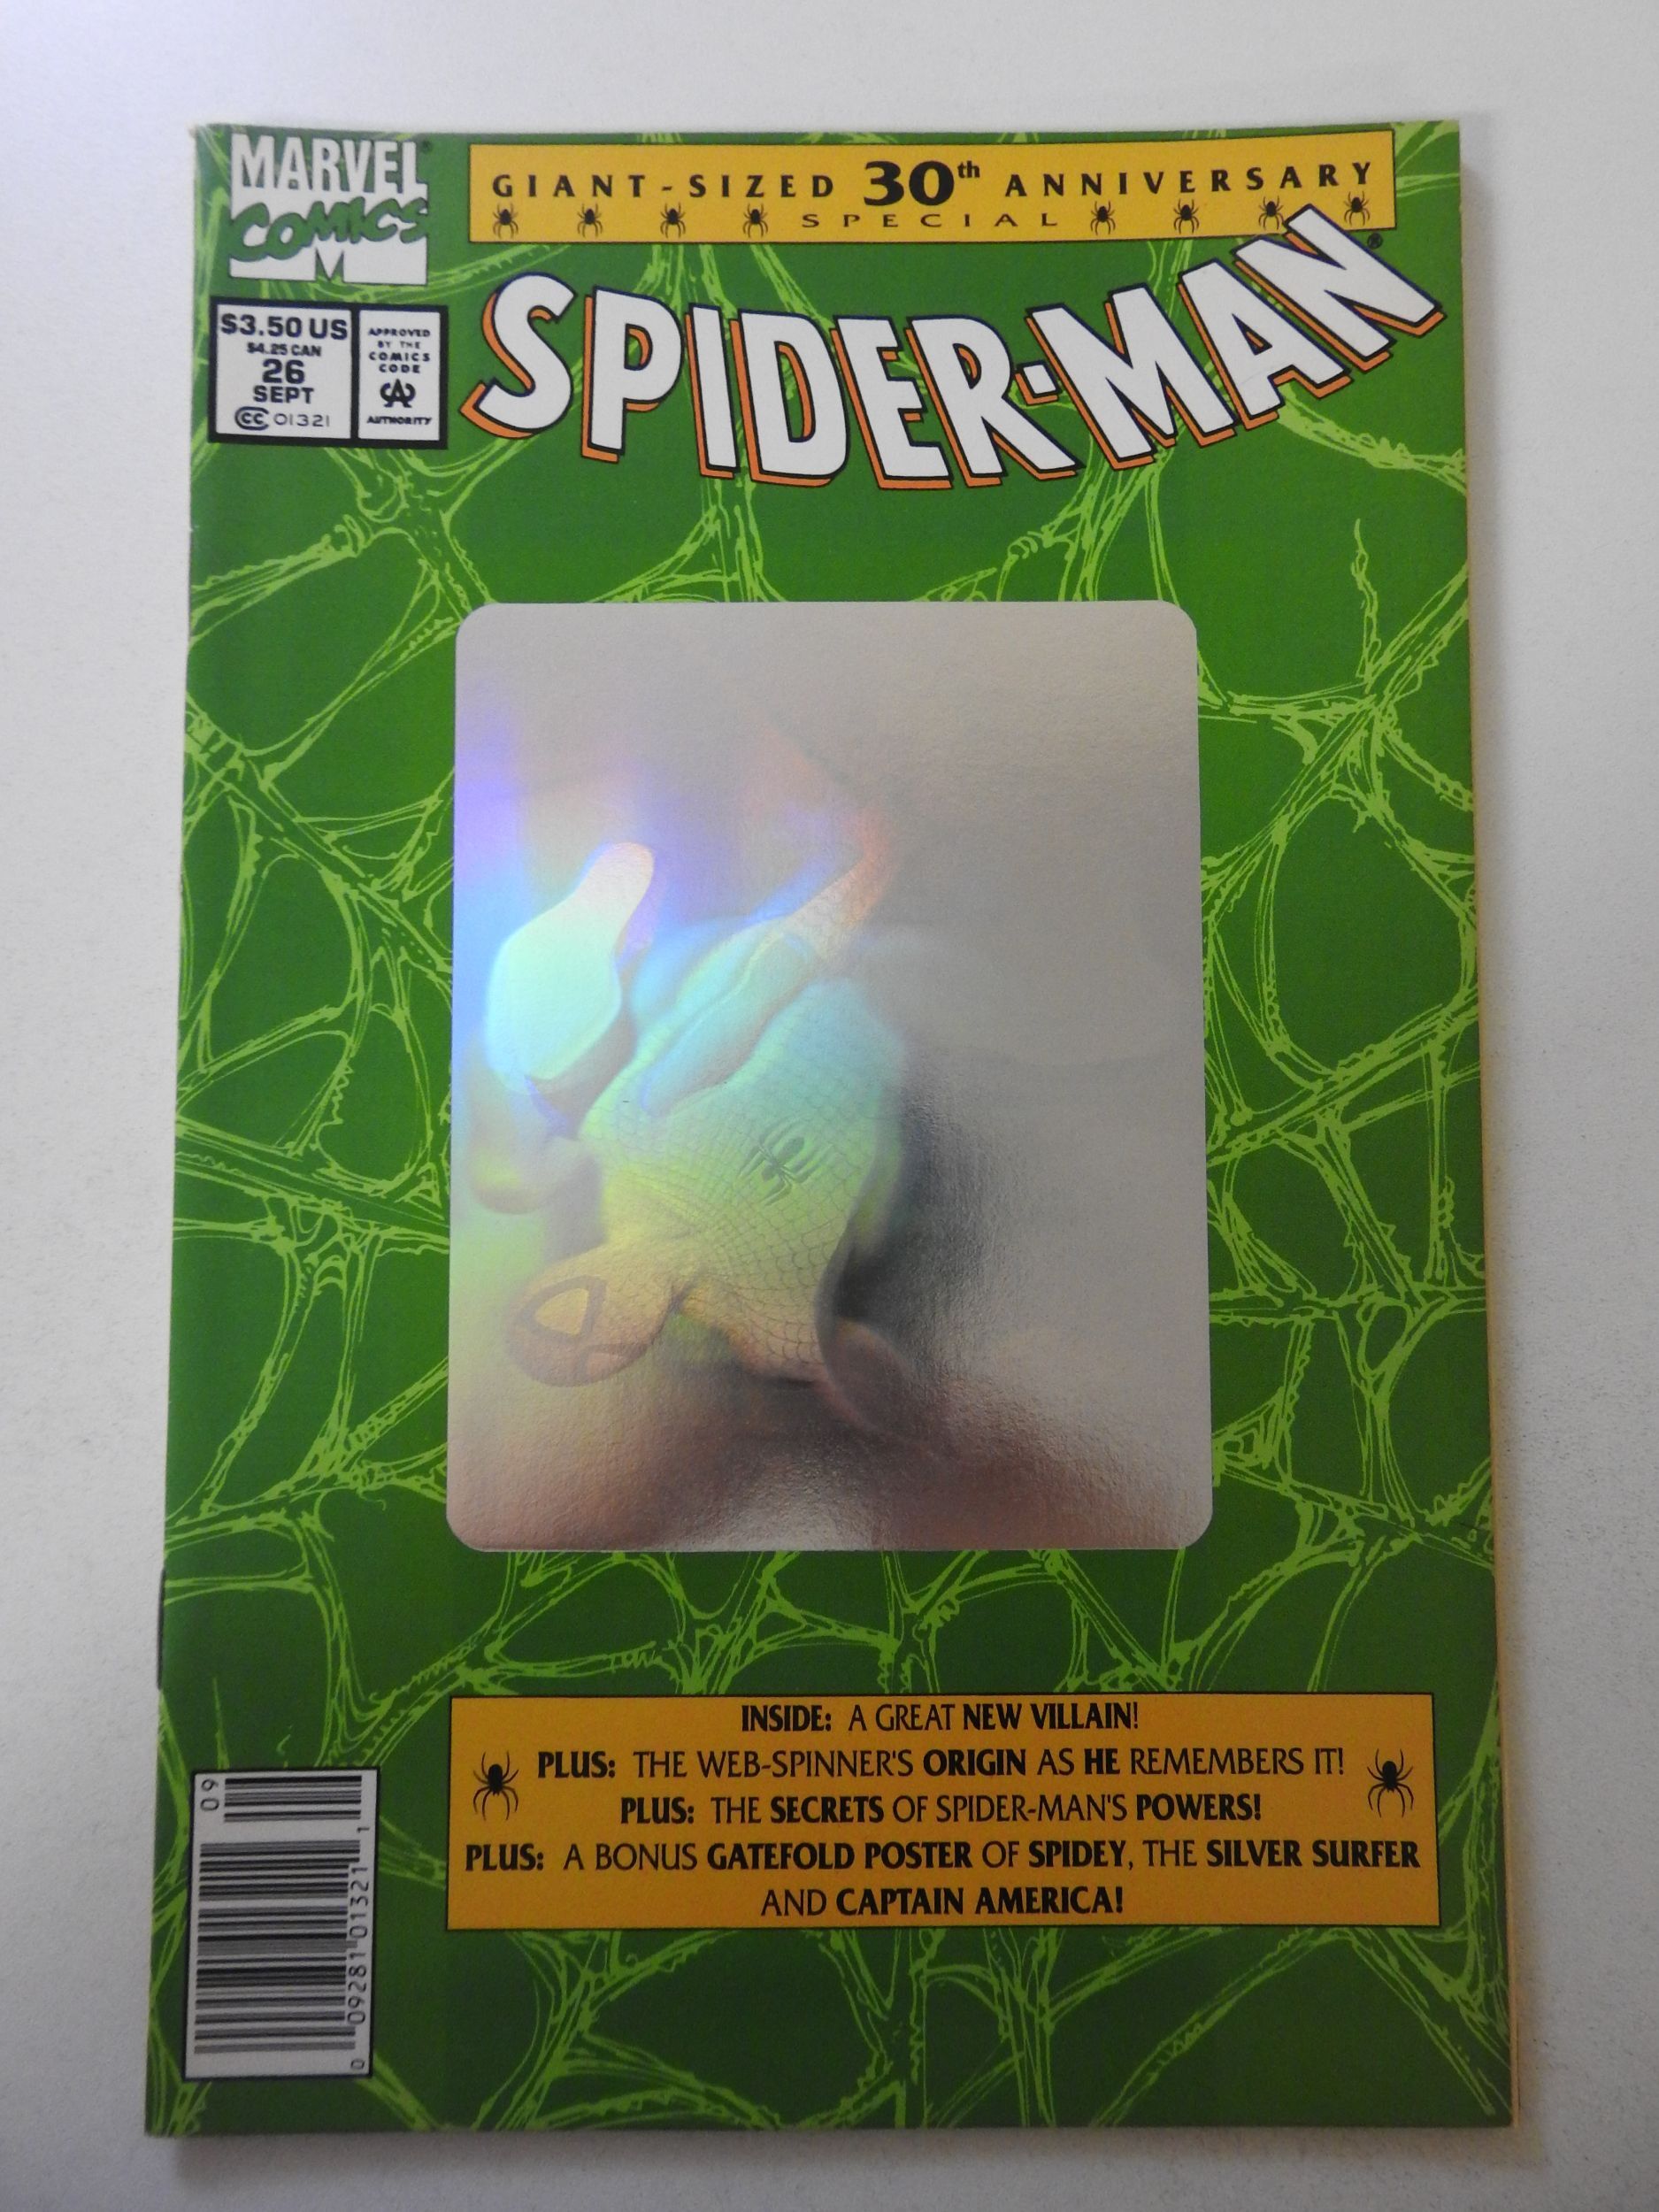 MARVEL
COMICS
M
GIANT-SIZED 30th ANNIVERSARY
SPECIAL
SPIDER-MAN®
$3.50 US
$4.25 CAN
26
SEPT
CC 01321
APPROVED
BY THE
COMICS
CODE
CA
AUTHORITY
INSIDE: A GREAT NEW VILLAIN!
PLUS: THE WEB-SPINNER'S ORIGIN AS HE REMEMBERS IT!
PLUS: THE SECRETS OF SPIDER-MAN'S POWERS!
PLUS: A BONUS GATEFOLD POSTER OF SPIDEY, THE SILVER SURFER
AND CAPTAIN AMERICA!
09
0 09281 01321 1